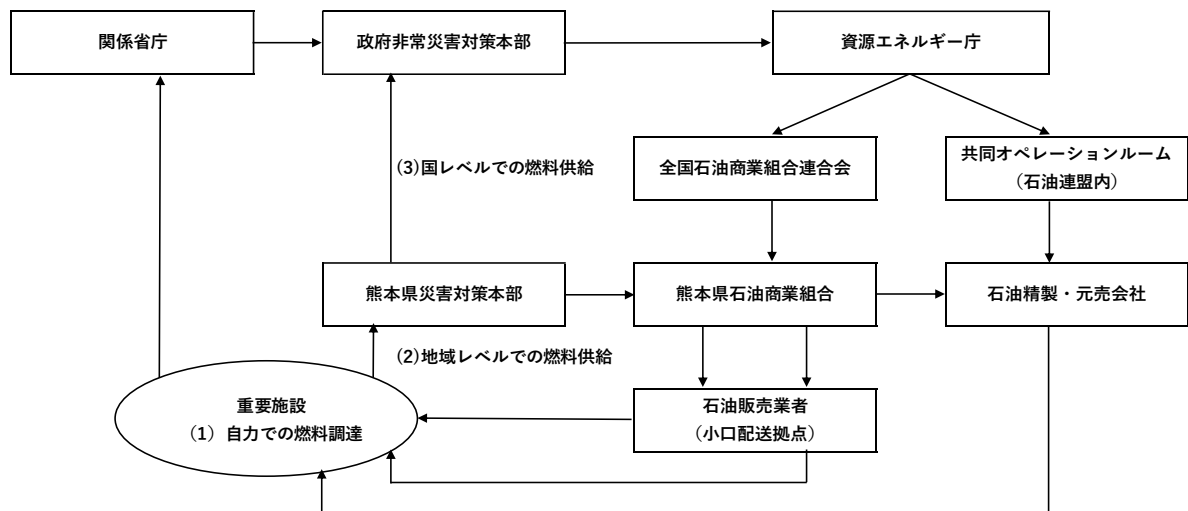 関係省庁
政府非常災害対策本部
資源エネルギー庁
(3)国レベルでの燃料供給
全国石油商業組合連合会
共同オペレーションルーム
（石油連盟内）
熊本県災害対策本部
熊本県石油商業組合
石油精製・元売会社
(2)地域レベルでの燃料供給
重要施設
（1）自力での燃料調達
石油販売業者
（小口配送拠点）